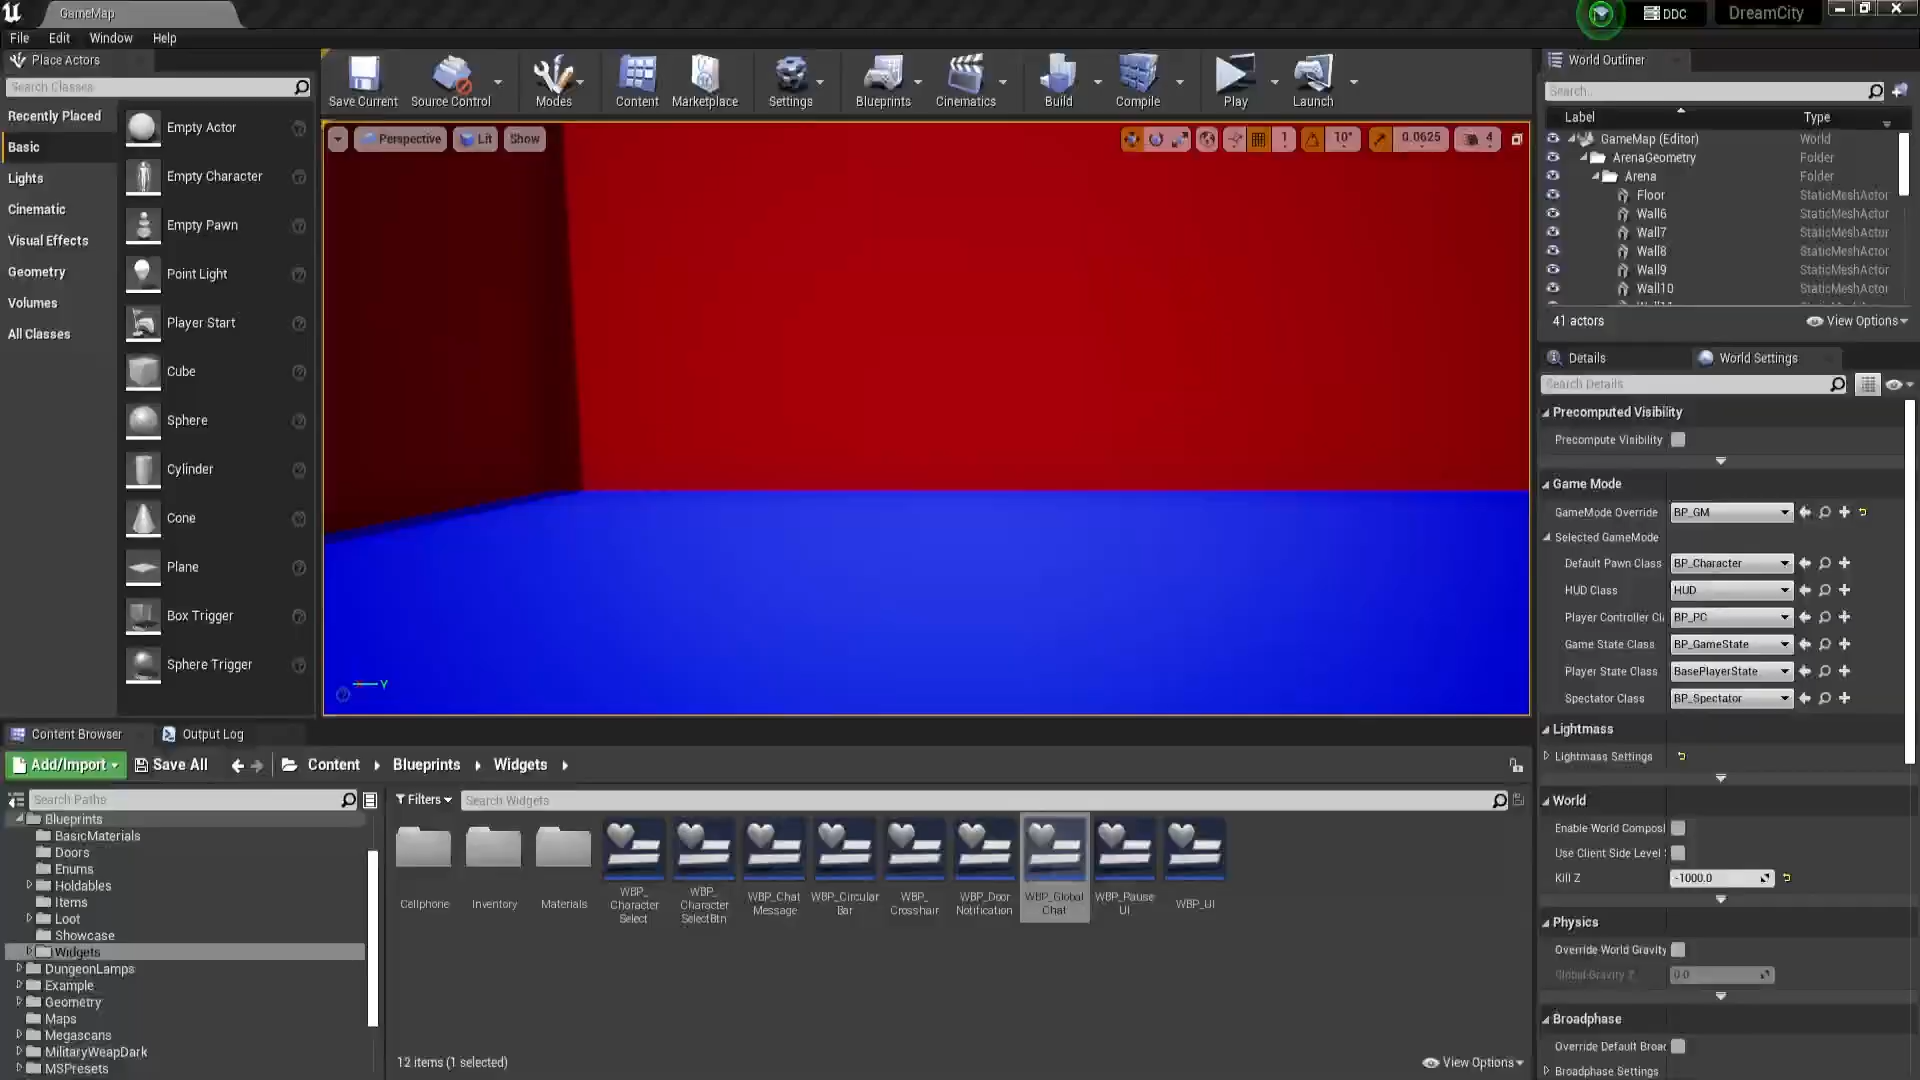 GameMap
DDC
DreamCity
File Edit Window Help
Place Actors
Search Classes
Recently Placed
Basic
Lights
Cinematic
Visual Effects
Geometry
Volumes
All Classes
Empty Actor
Empty Character
Empty Pawn
Point Light
Player Start
Cube
Sphere
Cylinder
Cone
Plane
Box Trigger
Sphere Trigger
Save Current
Source Control
Modes
Content
Marketplace
Settings
Blueprints
Cinematics
Build
Compile
Play
Launch
Perspective
Lit
Show
1
10°
0.0625
4
Y
World Outliner
Search...
Label Type
GameMap (Editor) World
ArenaGeometry Folder
Arena Folder
Floor StaticMeshActor
Wall6 StaticMeshActor
Wall7 StaticMeshActor
Wall8 StaticMeshActor
Wall9 StaticMeshActor
Wall10 StaticMeshActor
41 actors
View Options
Details
World Settings
Search Details
Precomputed Visibility
Precompute Visibility
Game Mode
GameMode Override BP_GM
Selected GameMode
Default Pawn Class BP_Character
HUD Class HUD
Player Controller Cl BP_PC
Game State Class BP_GameState
Player State Class BasePlayerState
Spectator Class BP_Spectator
Lightmass
Lightmass Settings
World
Enable World Composi
Use Client Side Level
Kill Z -1000.0
Physics
Override World Gravity
Global Gravity Z 0.0
Broadphase
Override Default Broad
Broadphase Settings
Content Browser
Output Log
Add/Import
Save All
Content Blueprints Widgets
Search Paths
Filters
Search Widgets
Blueprints
BasicMaterials
Doors
Enums
Holdables
Items
Loot
Showcase
Widgets
DungeonLamps
Example
Geometry
Maps
Megascans
MilitaryWeapDark
MSPresets
Cellphone
Inventory
Materials
WBP_
Character
Select
WBP_
Character
SelectBtn
WBP_Chat
Message
WBP_Circular
Bar
WBP_
Crosshair
WBP_Door
Notification
WBP_Global
Chat
WBP_Pause
UI
WBP_UI
12 items (1 selected)
View Options